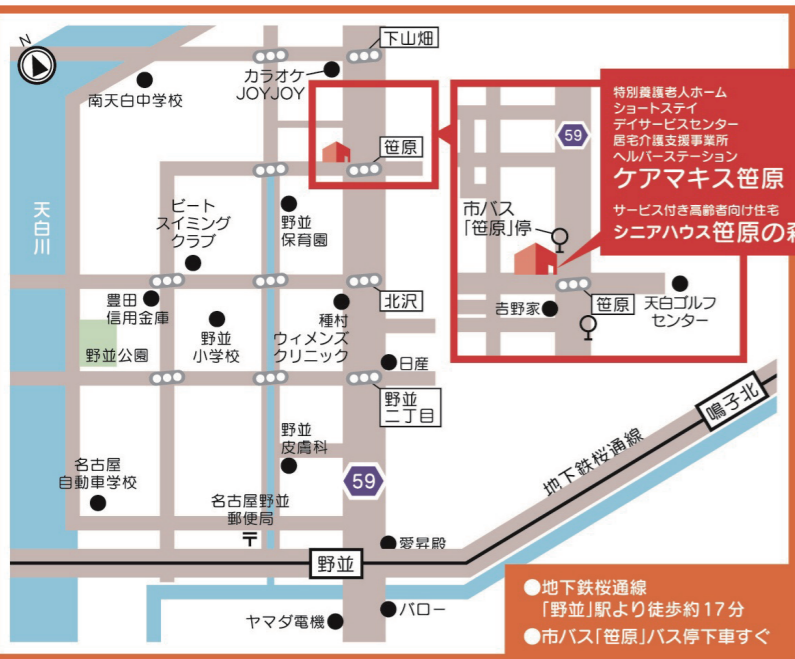 N
下山畑
カラオケ
JOYJOY
南天白中学校
笹原
天白川
ビート
スイミング
クラブ
野並
保育園
豊田
信用金庫
野並
小学校
種村
ウィメンズ
クリニック
北沢
野並公園
日産
野並
二丁目
名古屋
自動車学校
野並
皮膚科
59
名古屋野並
郵便局
〒
愛昇殿
野並
地下鉄桜通線
鳴子北
ヤマダ電機
バロー
59
市バス
「笹原」停
吉野家
笹原
天白ゴルフ
センター
特別養護老人ホーム
ショートステイ
デイサービスセンター
居宅介護支援事業所
ヘルパーステーション
ケアマキス笹原
サービス付き高齢者向け住宅
シニアハウス笹原の森
●地下鉄桜通線
「野並」駅より徒歩約17分
●市バス「笹原」バス停下車すぐ